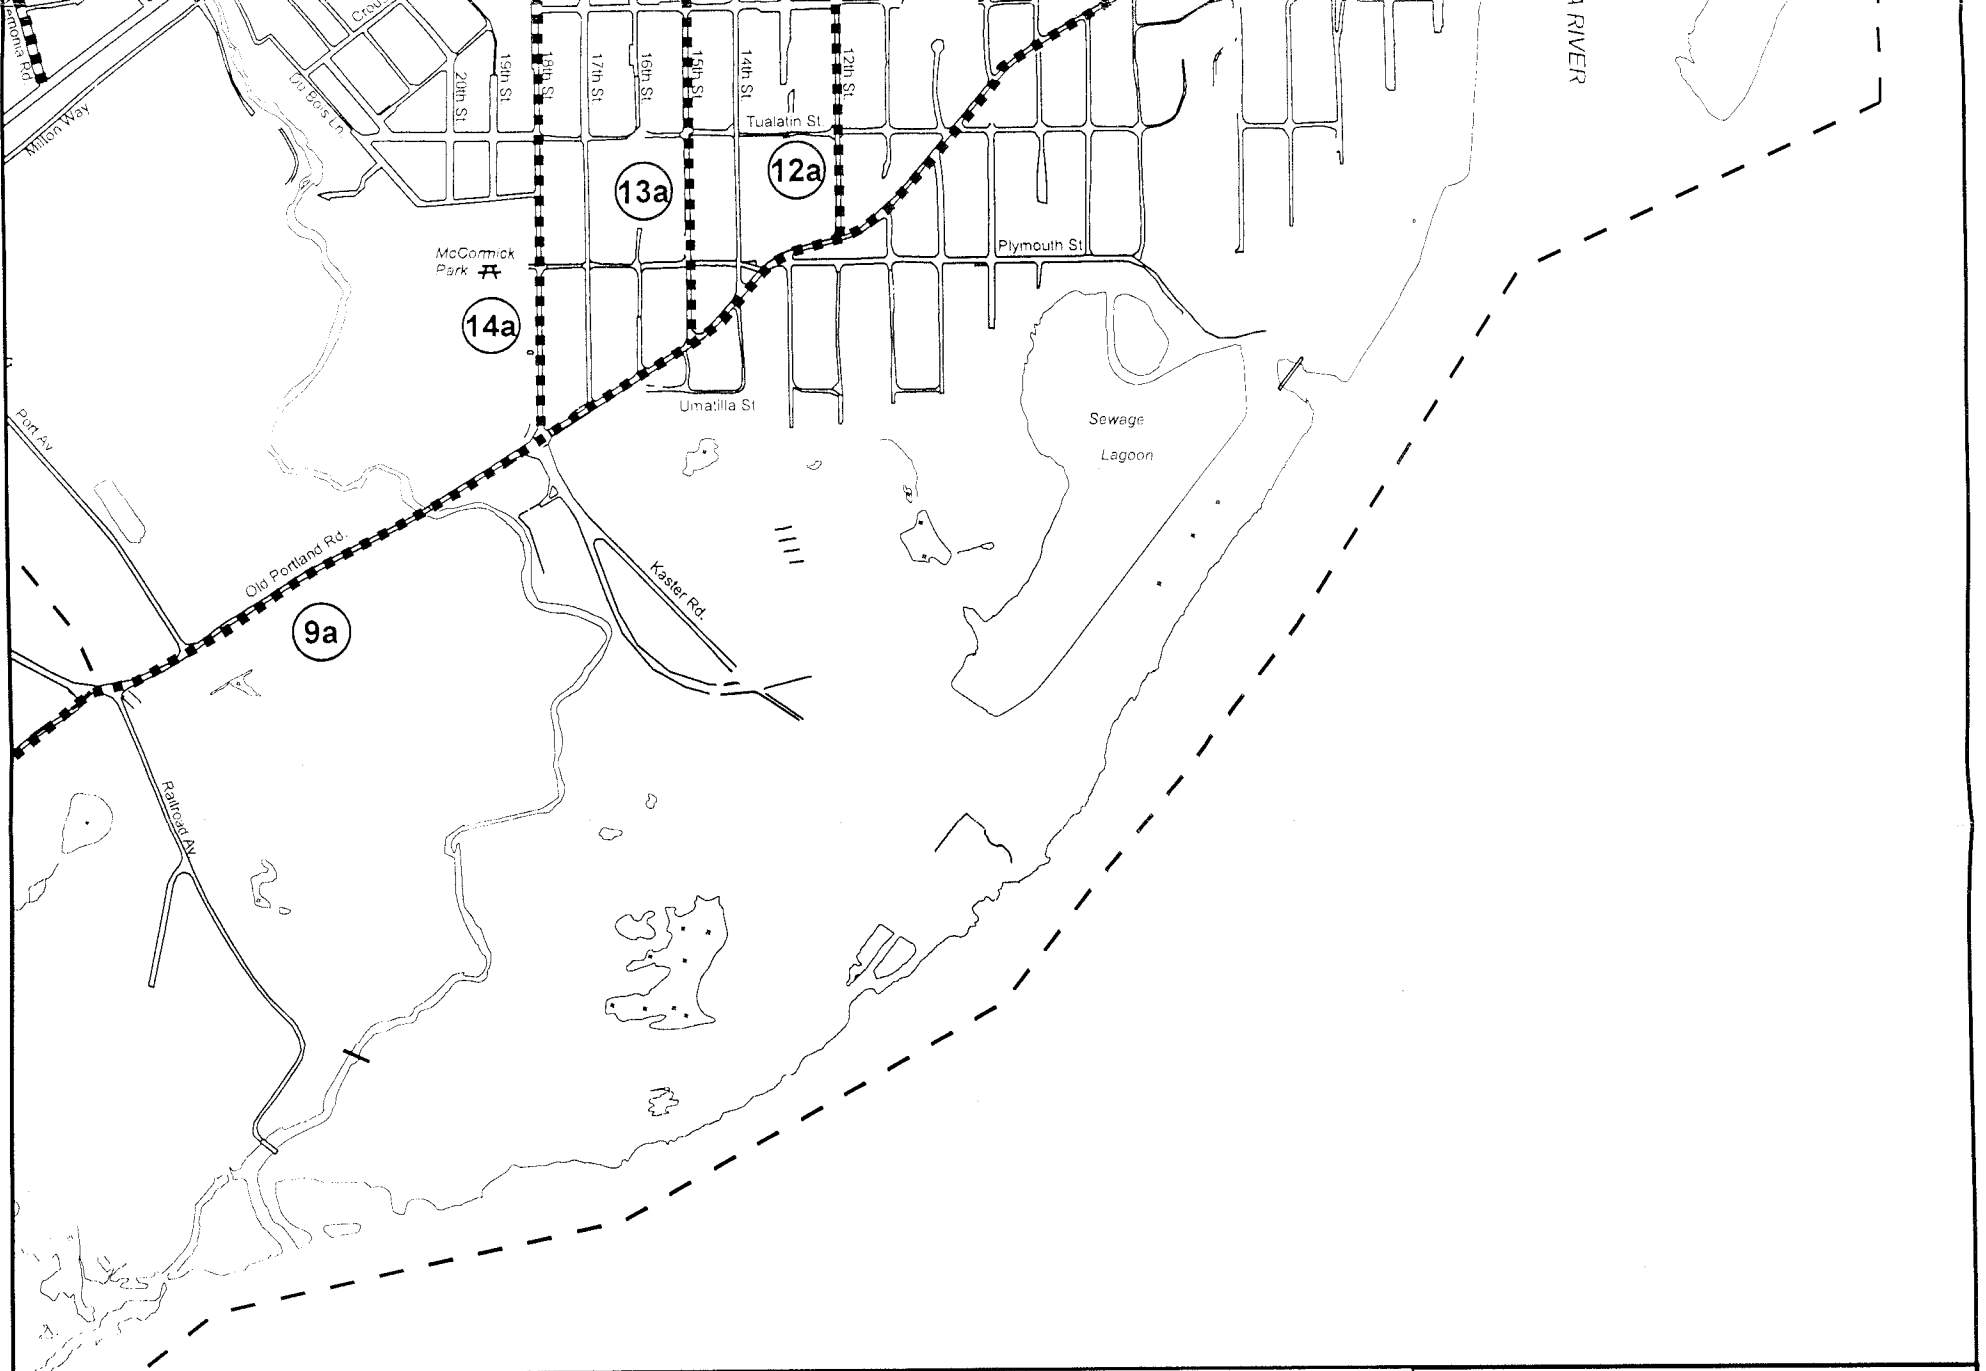 A RIVER
emonia Rd.
Milton Way
Du Bois Ln
20th St
19th St
18th St
17th St
16th St
15th St
14th St
12th St
Tualatin St
13a
12a
McCormick
Park
Plymouth St
14a
Umatilla St
Port Av
Sewage
Lagoon
Old Portland Rd.
Kaster Rd.
9a
Railroad Av